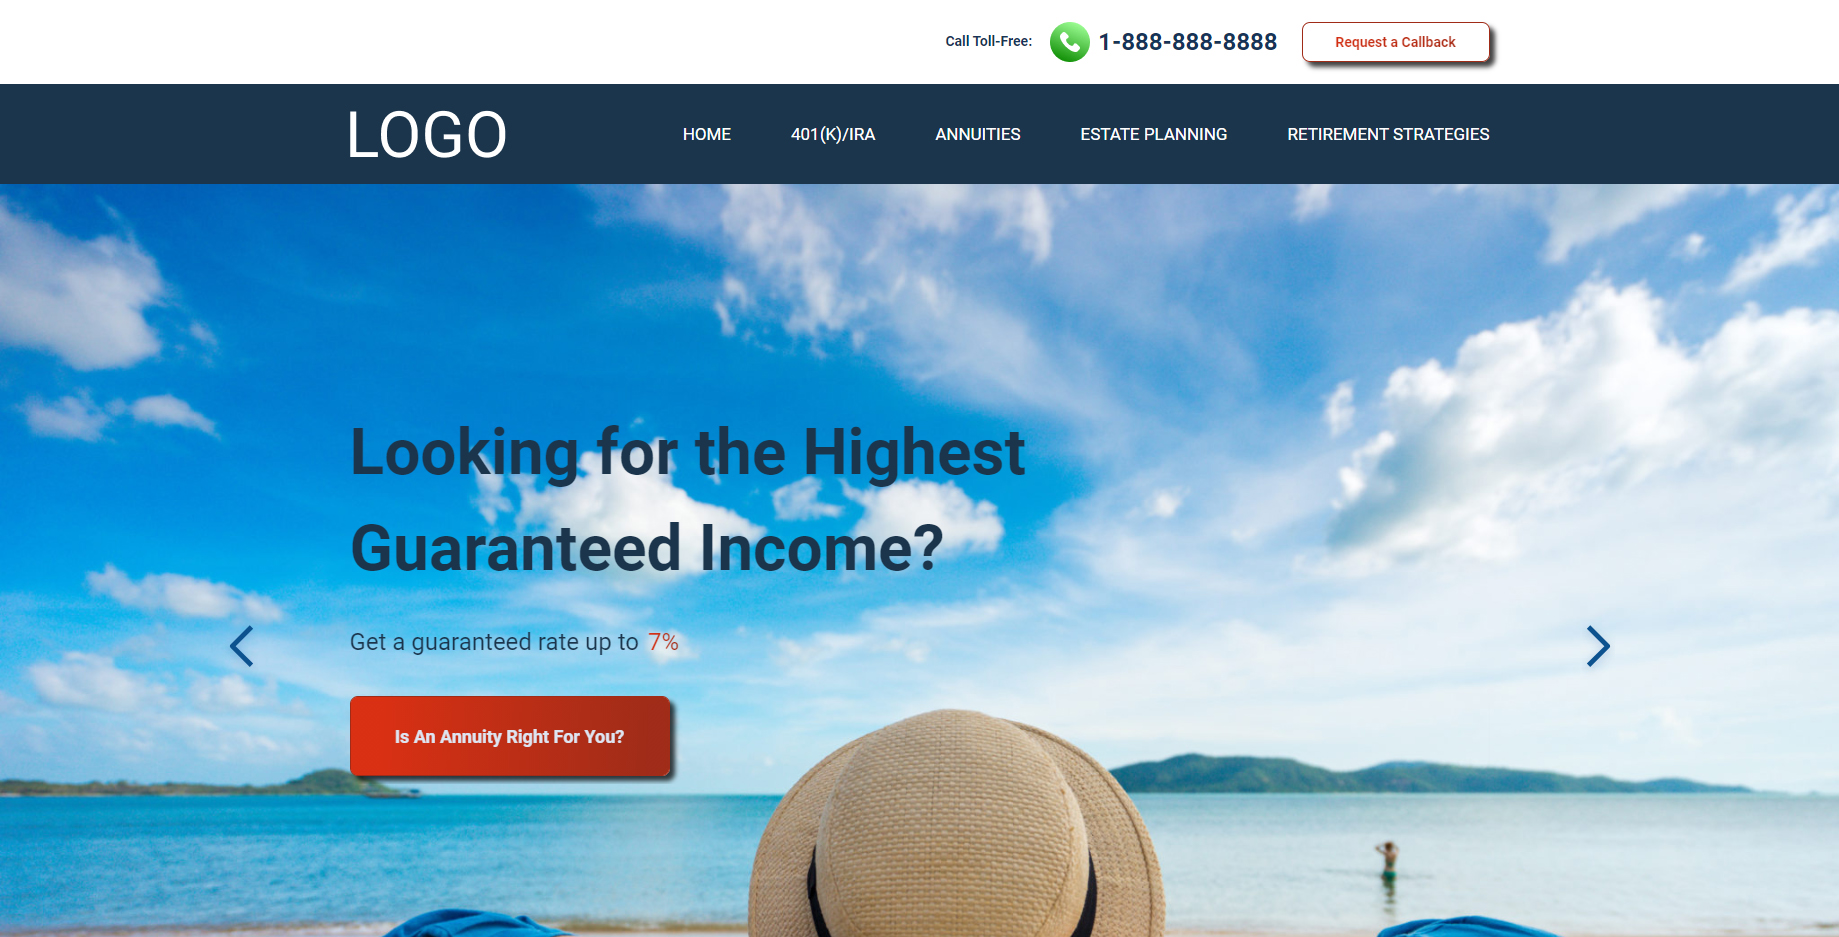 Call Toll-Free: 1-888-888-8888 Request a Callback
LOGO HOME 401(K)/IRA ANNUITIES ESTATE PLANNING RETIREMENT STRATEGIES
Looking for the Highest
Guaranteed Income?
Get a guaranteed rate up to 7%
Is An Annuity Right For You?